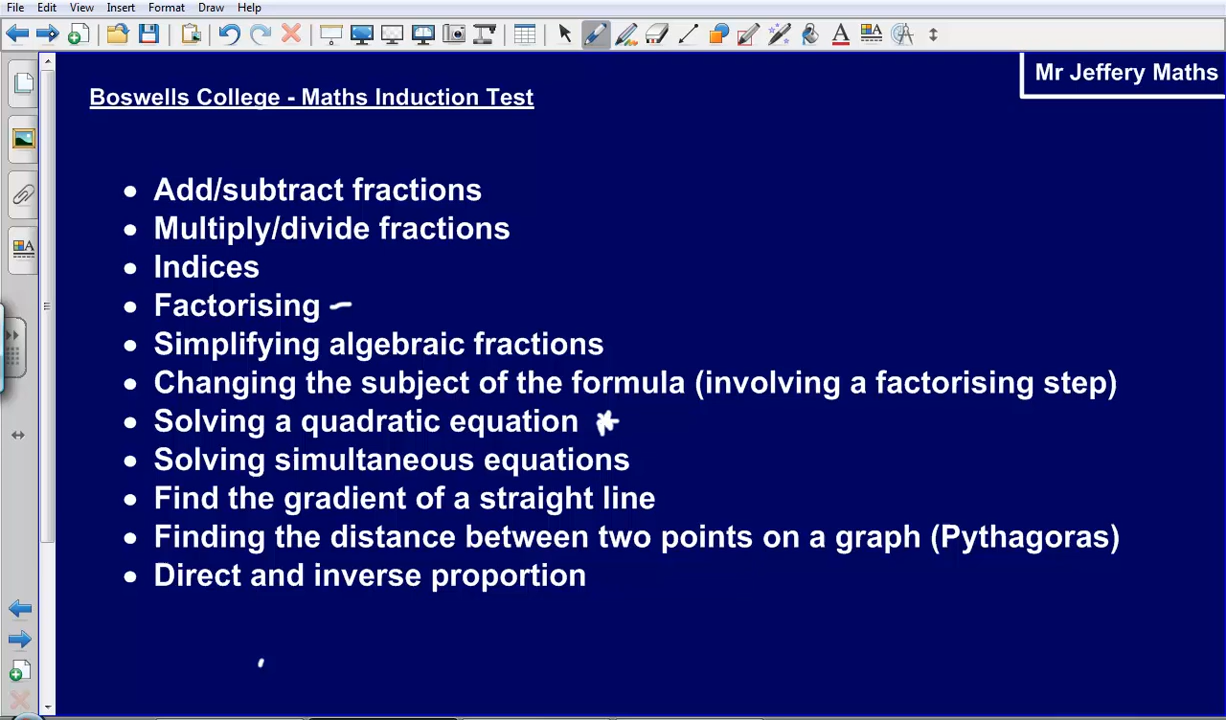 File Edit View Insert Format Draw Help
Mr Jeffery Maths
Boswells College - Maths Induction Test
• Add/subtract fractions
• Multiply/divide fractions
• Indices
• Factorising
• Simplifying algebraic fractions
• Changing the subject of the formula (involving a factorising step)
• Solving a quadratic equation *
• Solving simultaneous equations
• Find the gradient of a straight line
• Finding the distance between two points on a graph (Pythagoras)
• Direct and inverse proportion